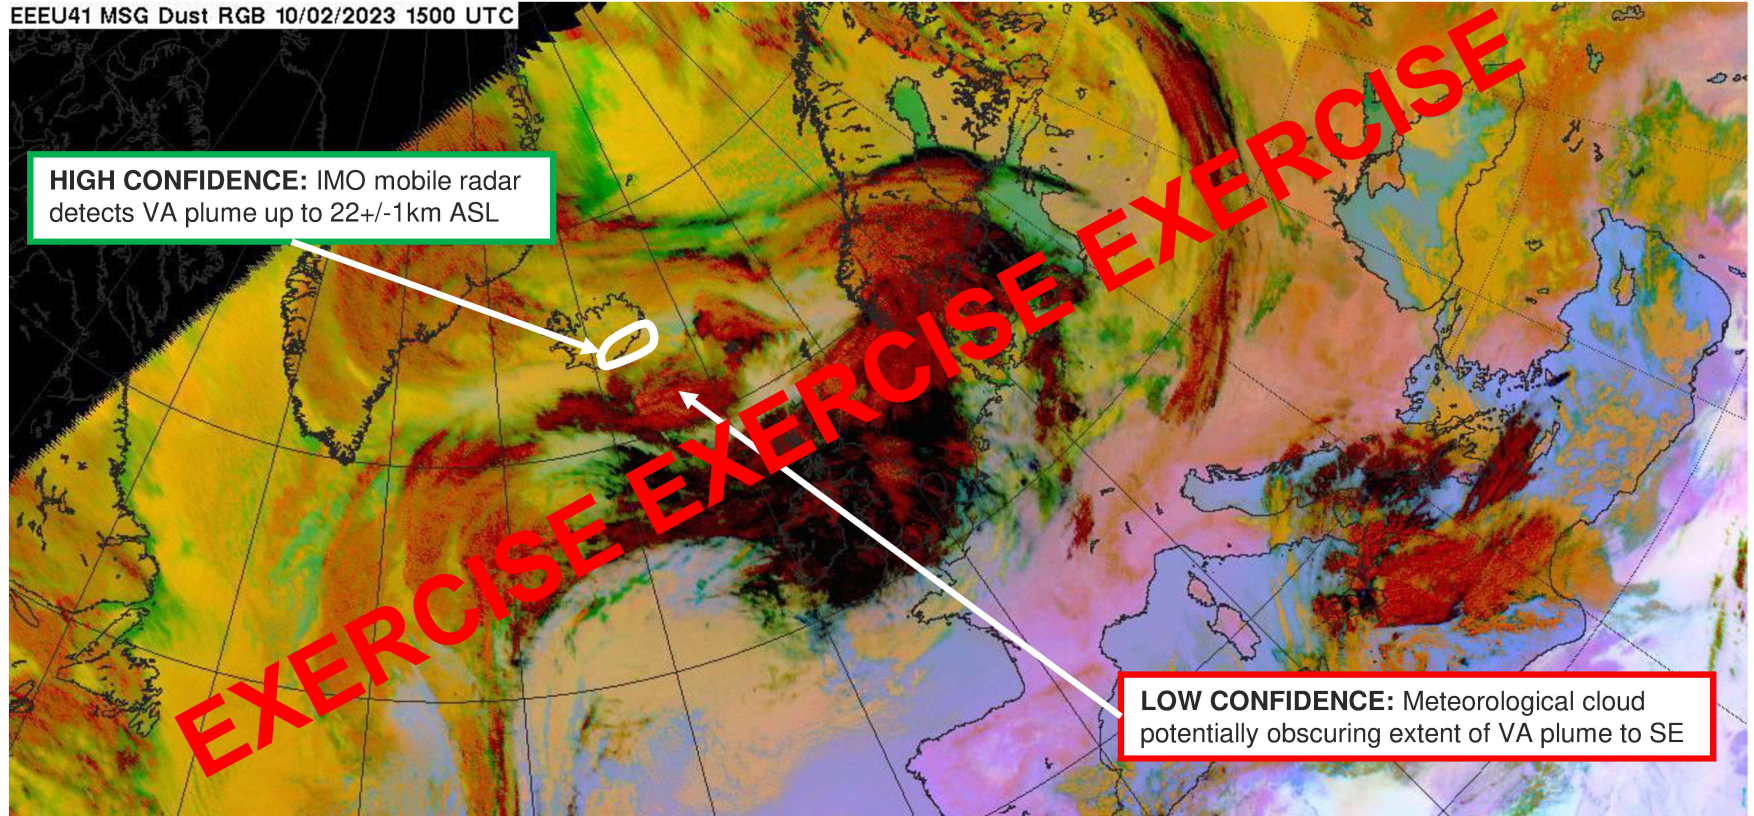 EEEU41 MSG Dust RGB 10/02/2023 1500 UTC
HIGH CONFIDENCE: IMO mobile radar
detects VA plume up to 22+/-1km ASL
EXERCISE EXERCISE EXERCISE EXERCISE
LOW CONFIDENCE: Meteorological cloud
potentially obscuring extent of VA plume to SE